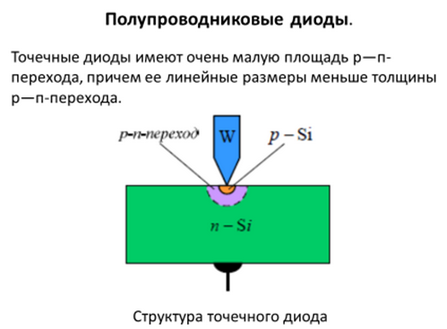 Полупроводниковые диоды.
Точечные диоды имеют очень малую площадь р—п-
перехода, причем ее линейные размеры меньше толщины
р—п-перехода.
p-n-переход
W
p – Si
n – Si
Структура точечного диода